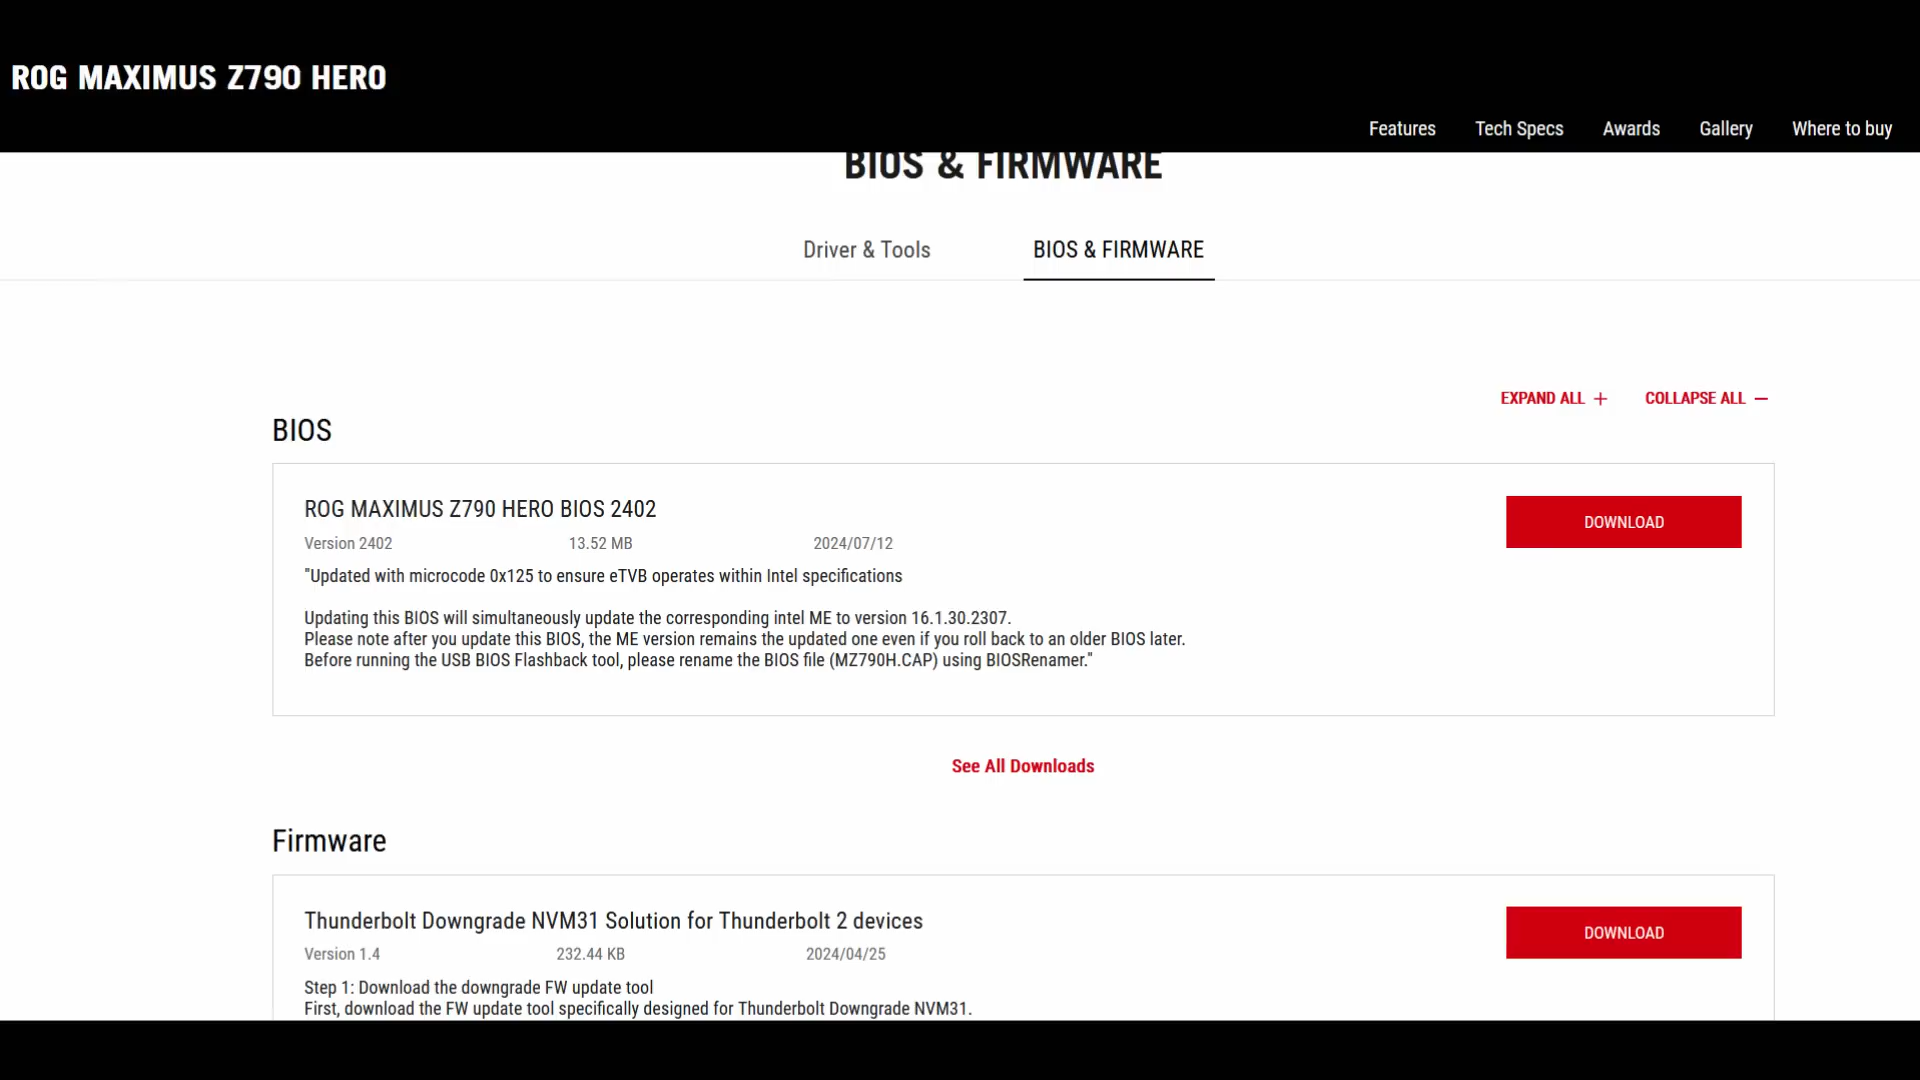 ROG MAXIMUS Z790 HERO
Features Tech Specs Awards Gallery Where to buy
BIOS & FIRMWARE
Driver & Tools BIOS & FIRMWARE
EXPAND ALL + COLLAPSE ALL −
BIOS
ROG MAXIMUS Z790 HERO BIOS 2402
DOWNLOAD
Version 2402 13.52 MB 2024/07/12
"Updated with microcode 0x125 to ensure eTVB operates within Intel specifications
Updating this BIOS will simultaneously update the corresponding intel ME to version 16.1.30.2307.
Please note after you update this BIOS, the ME version remains the updated one even if you roll back to an older BIOS later.
Before running the USB BIOS Flashback tool, please rename the BIOS file (MZ790H.CAP) using BIOSRenamer."
See All Downloads
Firmware
Thunderbolt Downgrade NVM31 Solution for Thunderbolt 2 devices
DOWNLOAD
Version 1.4 232.44 KB 2024/04/25
Step 1: Download the downgrade FW update tool
First, download the FW update tool specifically designed for Thunderbolt Downgrade NVM31.